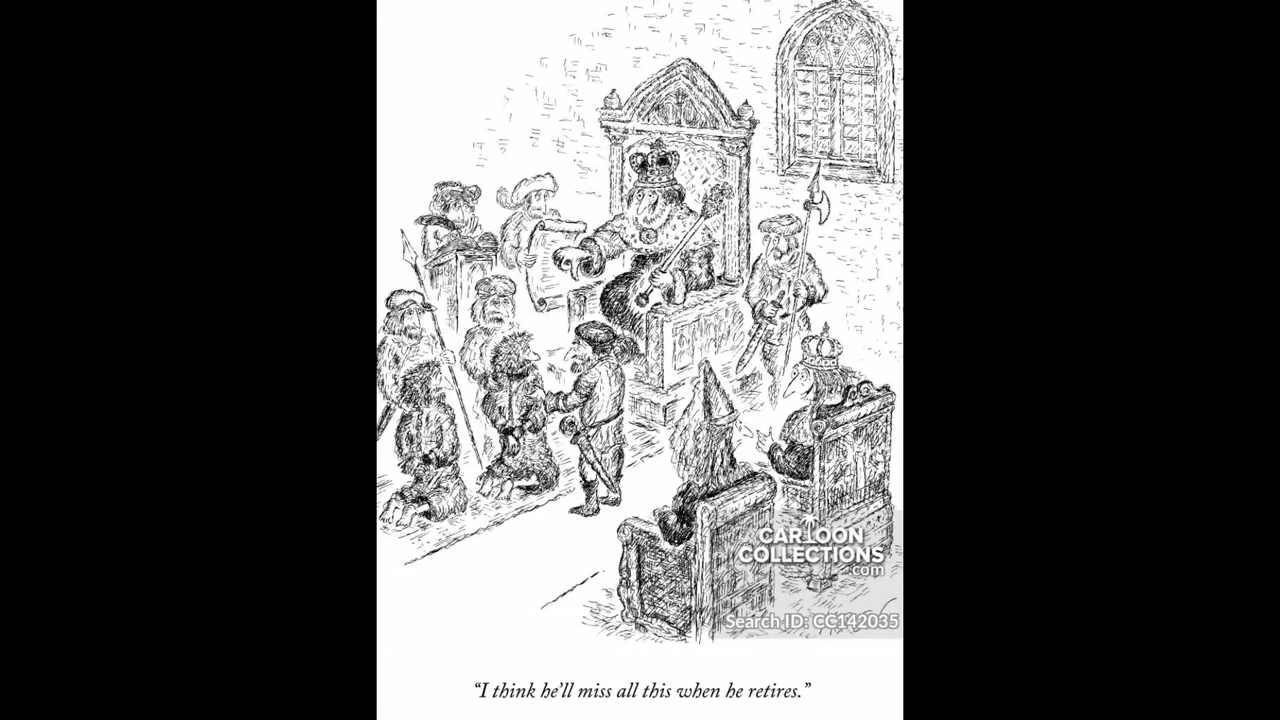 CARTOON
COLLECTIONS
.com
Search ID: CC142035
"I think he'll miss all this when he retires."